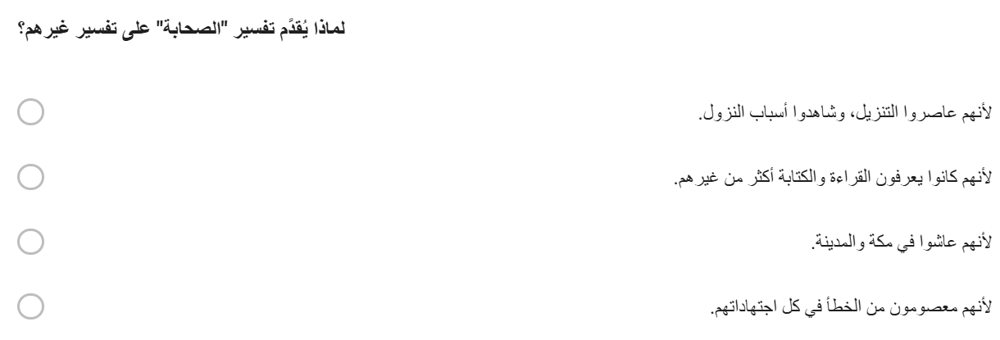 لماذا يُقدَّم تفسير "الصحابة" على تفسير غيرهم؟
لأنهم عاصروا التنزيل، وشاهدوا أسباب النزول.
لأنهم كانوا يعرفون القراءة والكتابة أكثر من غيرهم.
لأنهم عاشوا في مكة والمدينة.
لأنهم معصومون من الخطأ في كل اجتهاداتهم.